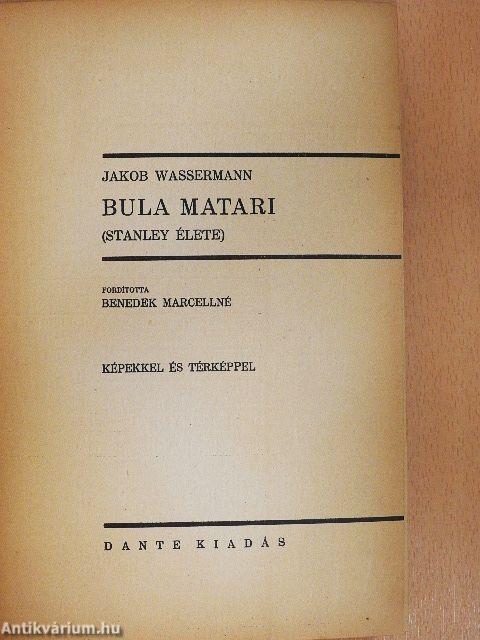 JAKOB WASSERMANN
BULA MATARI
(STANLEY ÉLETE)
FORDÍTOTTA
BENEDEK MARCELLNÉ
KÉPEKKEL ÉS TÉRKÉPPEL
DANTE KIADÁS
Antikvárium.hu